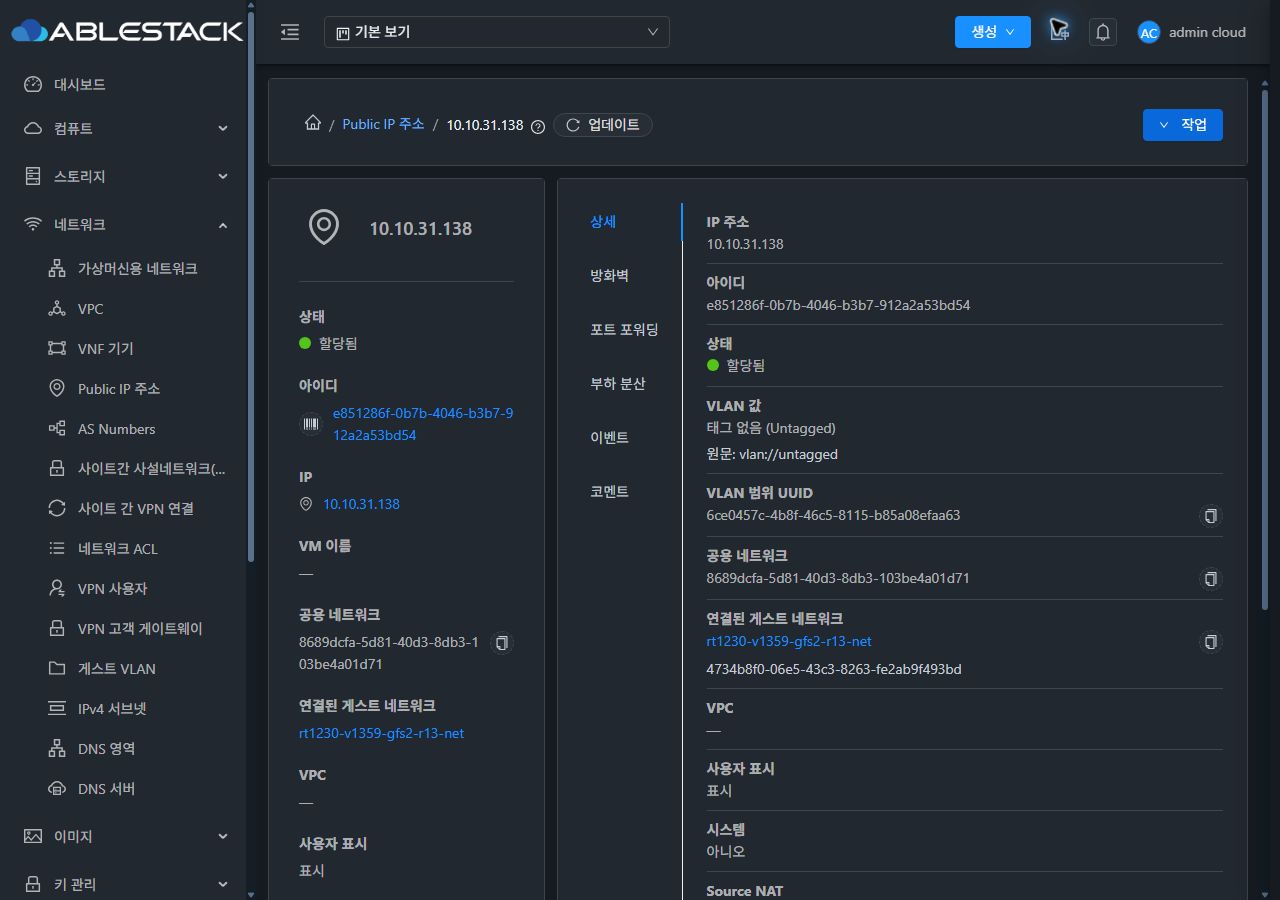 ABLESTACK
기본 보기
생성
AC
admin cloud
대시보드
컴퓨트
스토리지
네트워크
가상머신용 네트워크
VPC
VNF 기기
Public IP 주소
AS Numbers
사이트간 사설네트워크(...
사이트 간 VPN 연결
네트워크 ACL
VPN 사용자
VPN 고객 게이트웨이
게스트 VLAN
IPv4 서브넷
DNS 영역
DNS 서버
이미지
키 관리
/ Public IP 주소 / 10.10.31.138
업데이트
작업
10.10.31.138
상태
할당됨
아이디
e851286f-0b7b-4046-b3b7-9
12a2a53bd54
IP
10.10.31.138
VM 이름
—
공용 네트워크
8689dcfa-5d81-40d3-8db3-1
03be4a01d71
연결된 게스트 네트워크
rt1230-v1359-gfs2-r13-net
VPC
—
사용자 표시
표시
상세
방화벽
포트 포워딩
부하 분산
이벤트
코멘트
IP 주소
10.10.31.138
아이디
e851286f-0b7b-4046-b3b7-912a2a53bd54
상태
할당됨
VLAN 값
태그 없음 (Untagged)
원문: vlan://untagged
VLAN 범위 UUID
6ce0457c-4b8f-46c5-8115-b85a08efaa63
공용 네트워크
8689dcfa-5d81-40d3-8db3-103be4a01d71
연결된 게스트 네트워크
rt1230-v1359-gfs2-r13-net
4734b8f0-06e5-43c3-8263-fe2ab9f493bd
VPC
—
사용자 표시
표시
시스템
아니오
Source NAT